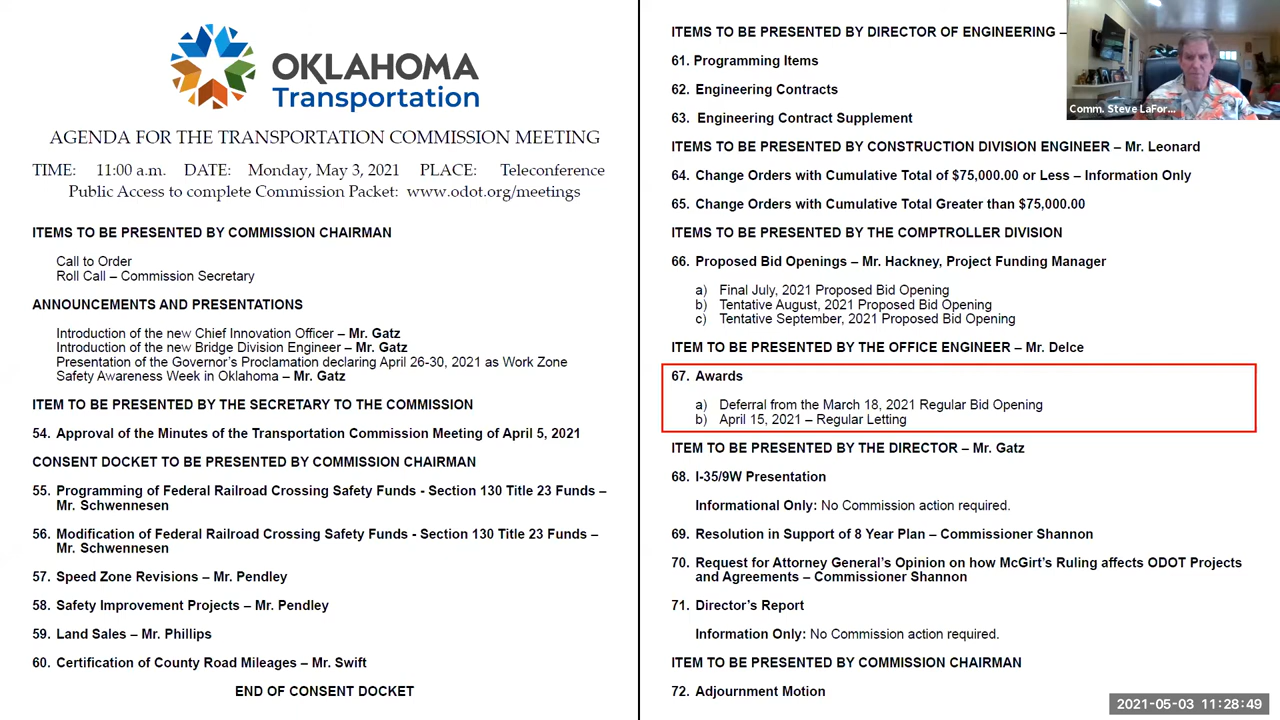 OKLAHOMA
Transportation
AGENDA FOR THE TRANSPORTATION COMMISSION MEETING
TIME: 11:00 a.m. DATE: Monday, May 3, 2021 PLACE: Teleconference
Public Access to complete Commission Packet: www.odot.org/meetings
ITEMS TO BE PRESENTED BY COMMISSION CHAIRMAN
Call to Order
Roll Call – Commission Secretary
ANNOUNCEMENTS AND PRESENTATIONS
Introduction of the new Chief Innovation Officer – Mr. Gatz
Introduction of the new Bridge Division Engineer – Mr. Gatz
Presentation of the Governor's Proclamation declaring April 26-30, 2021 as Work Zone
Safety Awareness Week in Oklahoma – Mr. Gatz
ITEM TO BE PRESENTED BY THE SECRETARY TO THE COMMISSION
54. Approval of the Minutes of the Transportation Commission Meeting of April 5, 2021
CONSENT DOCKET TO BE PRESENTED BY COMMISSION CHAIRMAN
55. Programming of Federal Railroad Crossing Safety Funds - Section 130 Title 23 Funds –
Mr. Schwennesen
56. Modification of Federal Railroad Crossing Safety Funds - Section 130 Title 23 Funds –
Mr. Schwennesen
57. Speed Zone Revisions – Mr. Pendley
58. Safety Improvement Projects – Mr. Pendley
59. Land Sales – Mr. Phillips
60. Certification of County Road Mileages – Mr. Swift
END OF CONSENT DOCKET
ITEMS TO BE PRESENTED BY DIRECTOR OF ENGINEERING –
61. Programming Items
62. Engineering Contracts
63. Engineering Contract Supplement
ITEMS TO BE PRESENTED BY CONSTRUCTION DIVISION ENGINEER – Mr. Leonard
64. Change Orders with Cumulative Total of $75,000.00 or Less – Information Only
65. Change Orders with Cumulative Total Greater than $75,000.00
ITEMS TO BE PRESENTED BY THE COMPTROLLER DIVISION
66. Proposed Bid Openings – Mr. Hackney, Project Funding Manager
a) Final July, 2021 Proposed Bid Opening
b) Tentative August, 2021 Proposed Bid Opening
c) Tentative September, 2021 Proposed Bid Opening
ITEM TO BE PRESENTED BY THE OFFICE ENGINEER – Mr. Delce
67. Awards
a) Deferral from the March 18, 2021 Regular Bid Opening
b) April 15, 2021 – Regular Letting
ITEM TO BE PRESENTED BY THE DIRECTOR – Mr. Gatz
68. I-35/9W Presentation
Informational Only: No Commission action required.
69. Resolution in Support of 8 Year Plan – Commissioner Shannon
70. Request for Attorney General's Opinion on how McGirt's Ruling affects ODOT Projects
and Agreements – Commissioner Shannon
71. Director's Report
Information Only: No Commission action required.
ITEM TO BE PRESENTED BY COMMISSION CHAIRMAN
72. Adjournment Motion
Comm. Steve LaFor...
2021-05-03 11:28:49